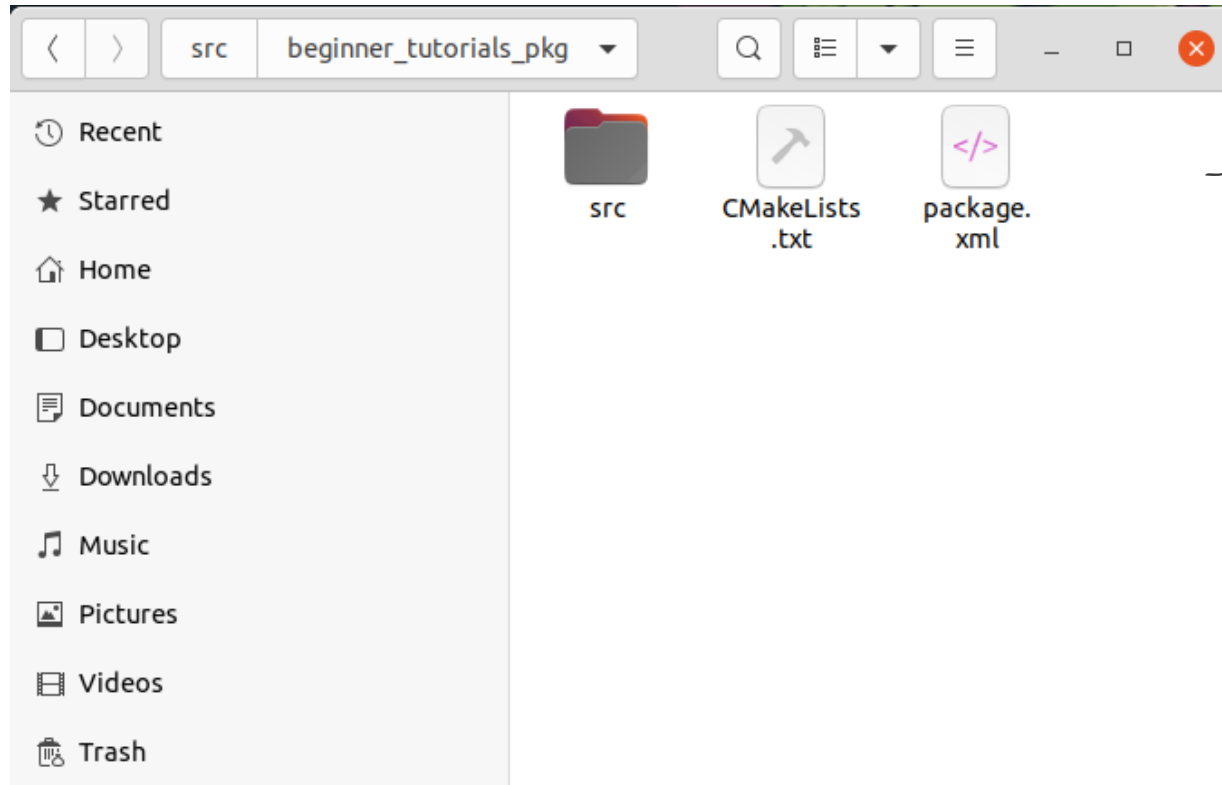 src beginner_tutorials_pkg
Recent
Starred
Home
Desktop
Documents
Downloads
Music
Pictures
Videos
Trash
src
CMakeLists
.txt
</> package.
xml